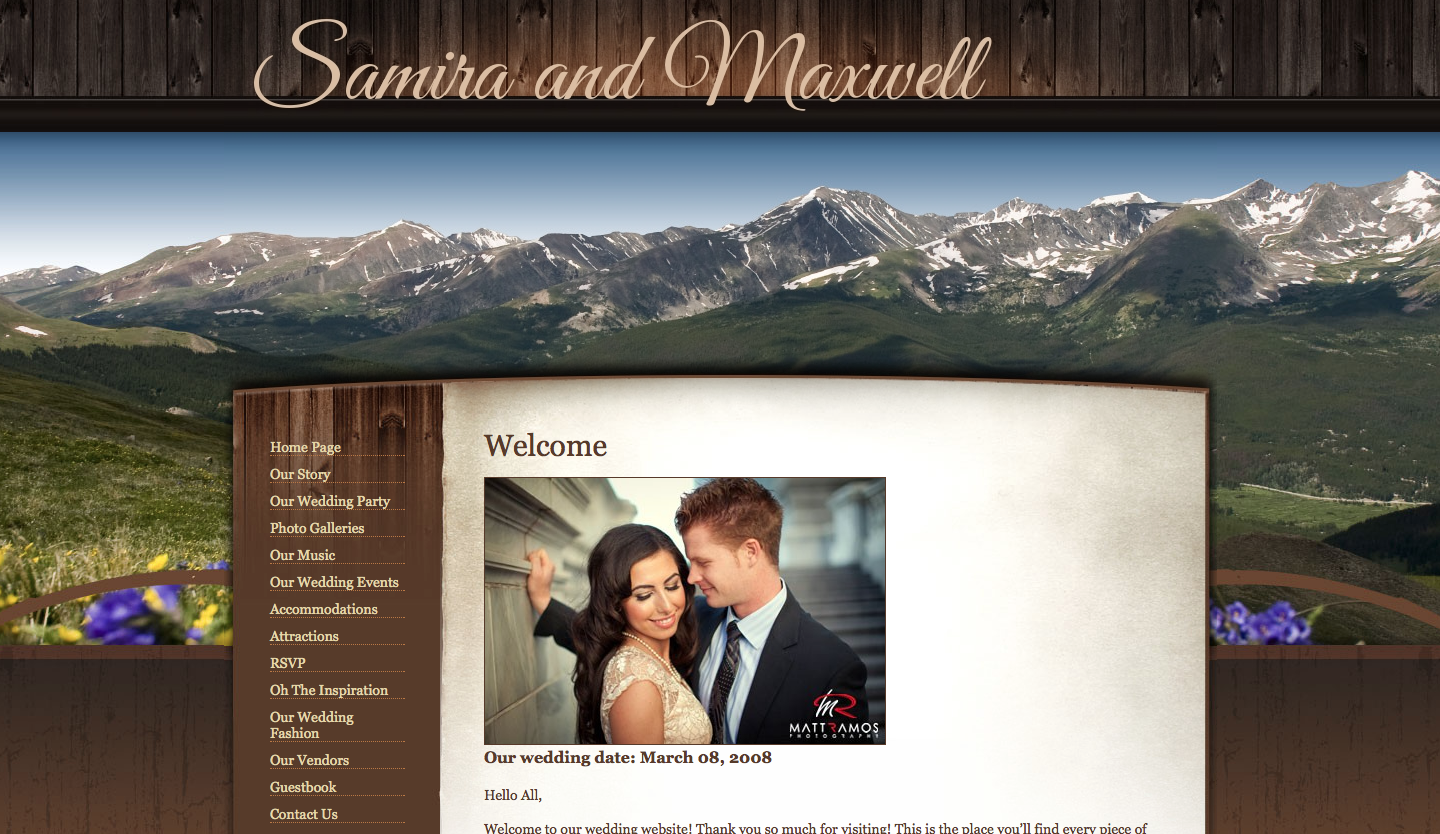 Samira and Maxwell
Home Page
Our Story
Our Wedding Party
Photo Galleries
Our Music
Our Wedding Events
Accommodations
Attractions
RSVP
Oh The Inspiration
Our Wedding
Fashion
Our Vendors
Guestbook
Contact Us
Welcome
MR
MATTRAMOS
PHOTOGRAPHY
Our wedding date: March 08, 2008
Hello All,
Welcome to our wedding website! Thank you so much for visiting! This is the place you'll find every piece of